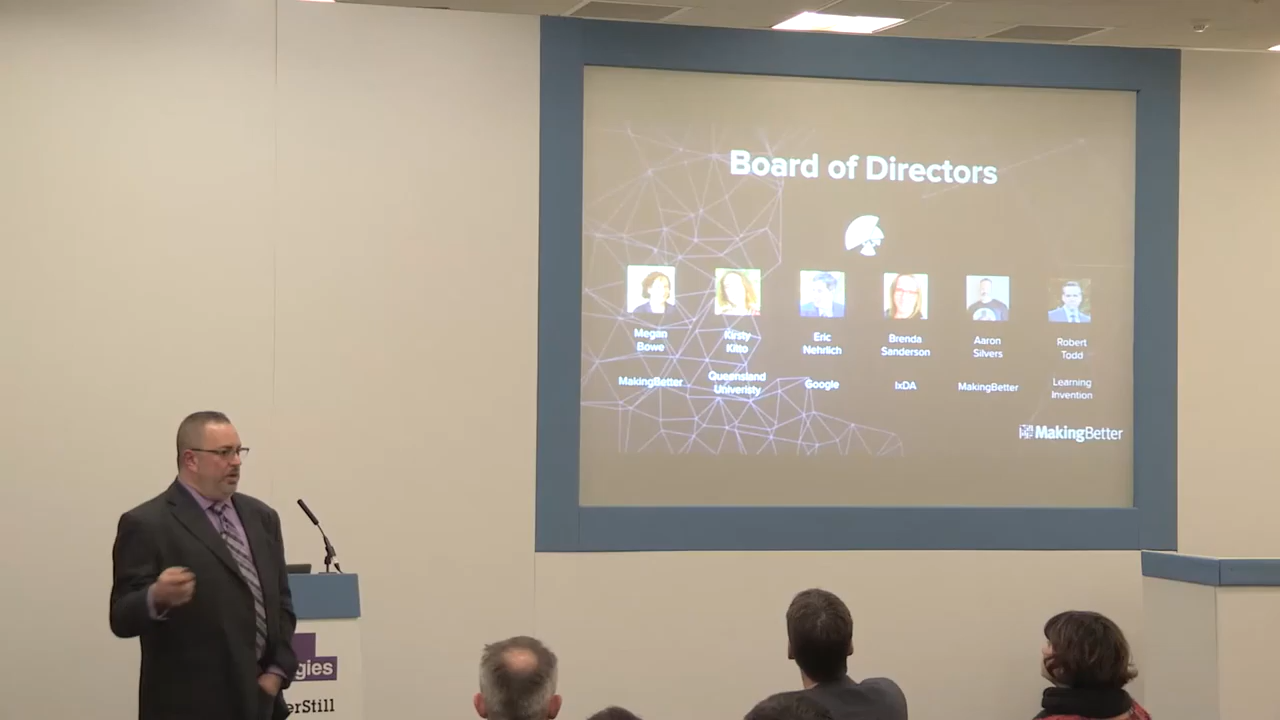 Board of Directors
Megan
Bowe
Kirsty
Kitto
Eric
Nehrlich
Brenda
Sanderson
Aaron
Silvers
Robert
Todd
MakingBetter
Queensland
Univeristy
Google
IxDA
MakingBetter
Learning
Invention
MakingBetter
gies
erStill